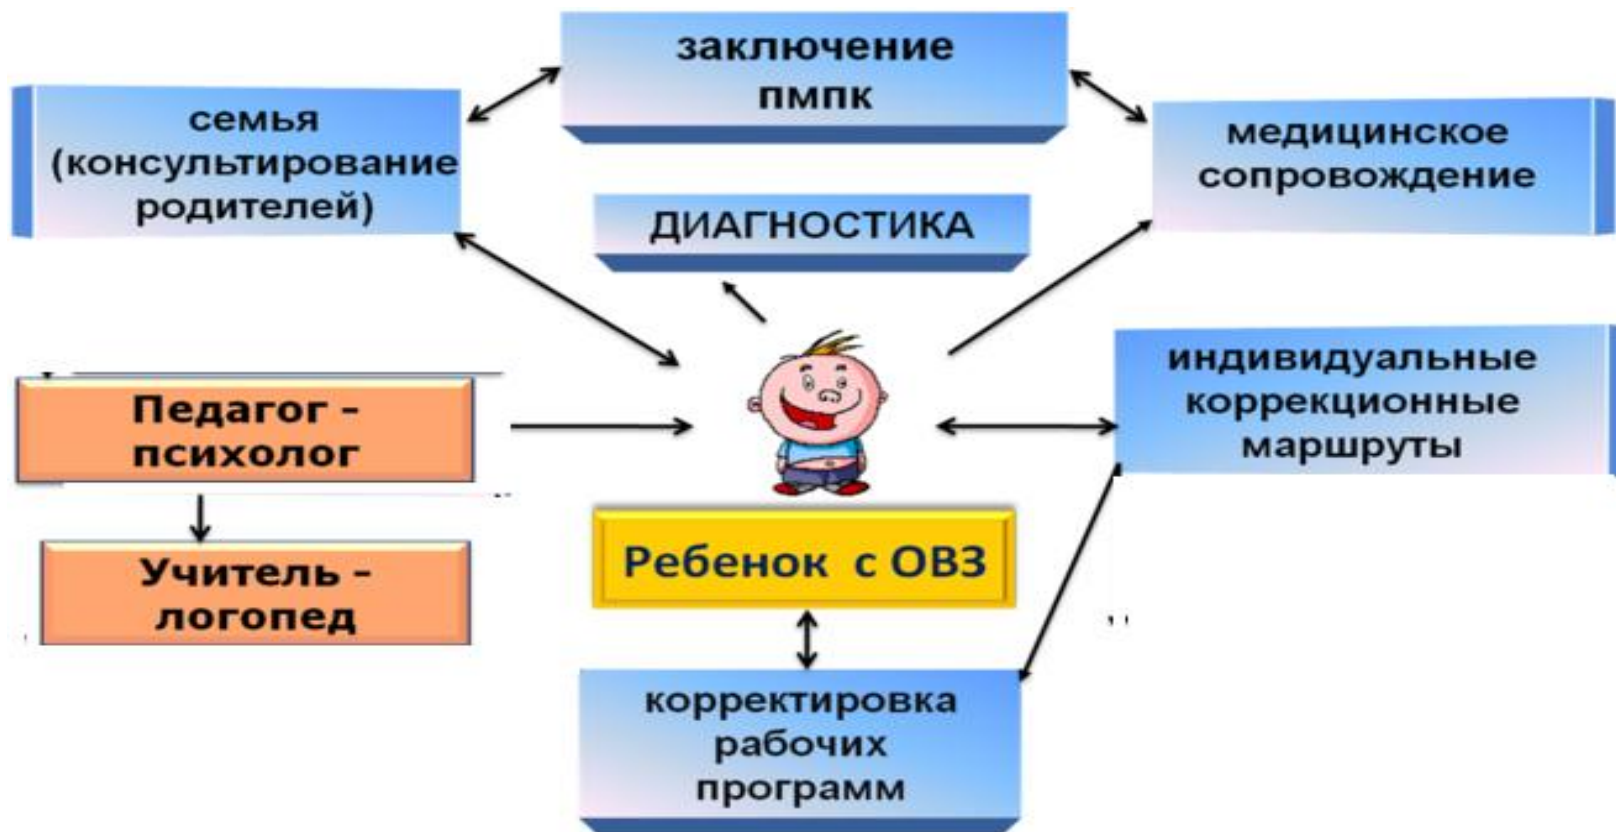 заключение
пмпк
семья
(консультирование
родителей)
медицинское
сопровождение
ДИАГНОСТИКА
индивидуальные
коррекционные
маршруты
Педагог –
психолог
Учитель –
логопед
Ребенок с ОВЗ
корректировка
рабочих
программ